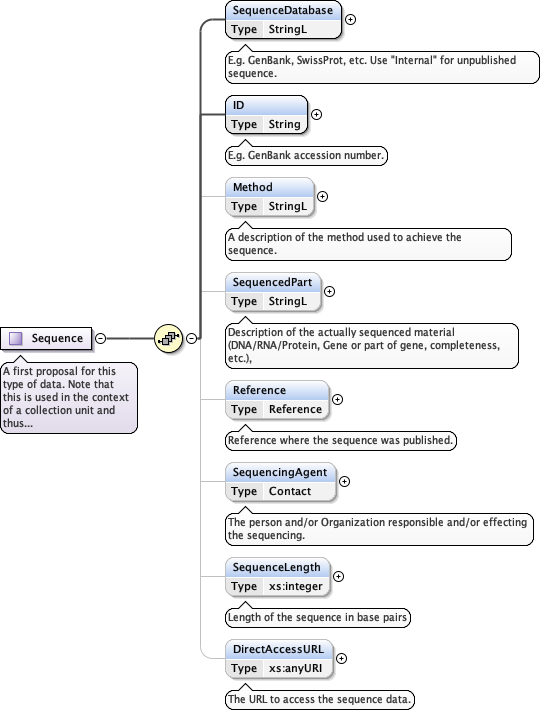 SequenceDatabase
Type StringL
E.g. GenBank, SwissProt, etc. Use "Internal" for unpublished
sequence.
ID
Type String
E.g. GenBank accession number.
Method
Type StringL
A description of the method used to achieve the
sequence.
SequencedPart
Type StringL
Description of the actually sequenced material
(DNA/RNA/Protein, Gene or part of gene, completeness,
etc.),
Sequence
A first proposal for this
type of data. Note that
this is used in the context
of a collection unit and
thus...
Reference
Type Reference
Reference where the sequence was published.
SequencingAgent
Type Contact
The person and/or Organization responsible and/or effecting
the sequencing.
SequenceLength
Type xs:integer
Length of the sequence in base pairs
DirectAccessURL
Type xs:anyURI
The URL to access the sequence data.